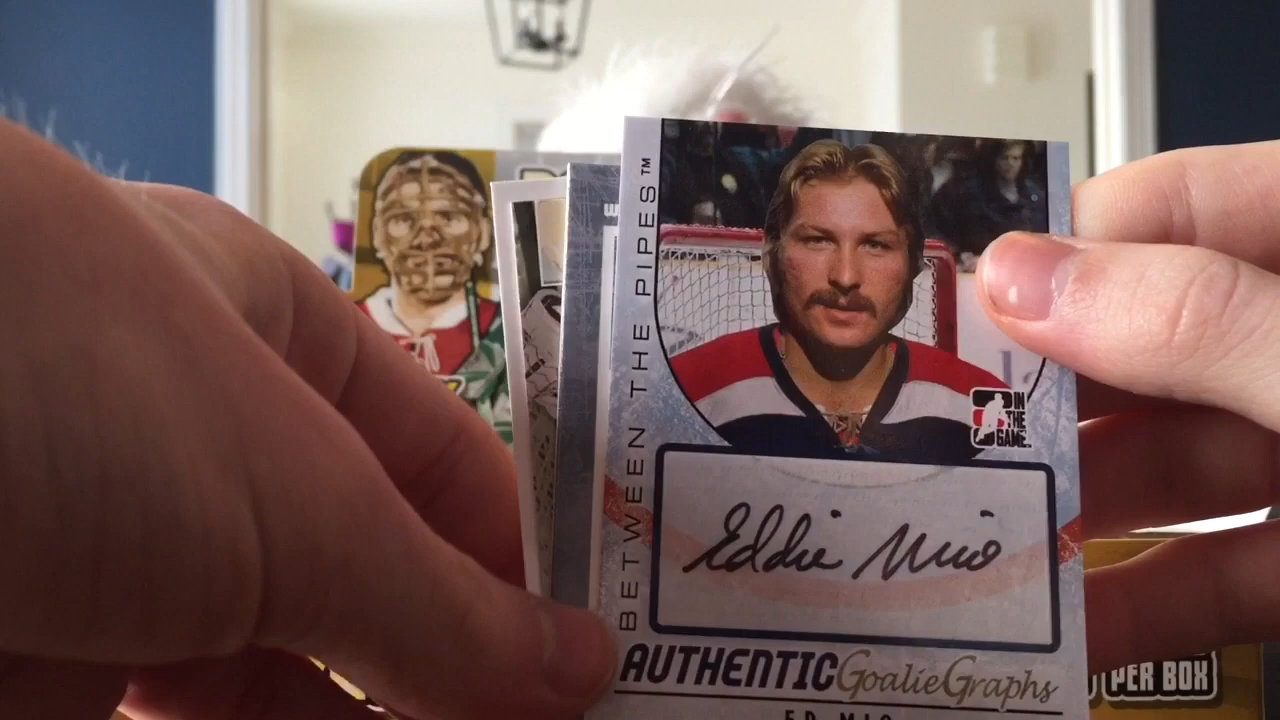 BETWEEN THE PIPES™
IN
THE
GAME
Eddie Mio
AUTHENTIC GoalieGraphs
ED MIO
PER BOX